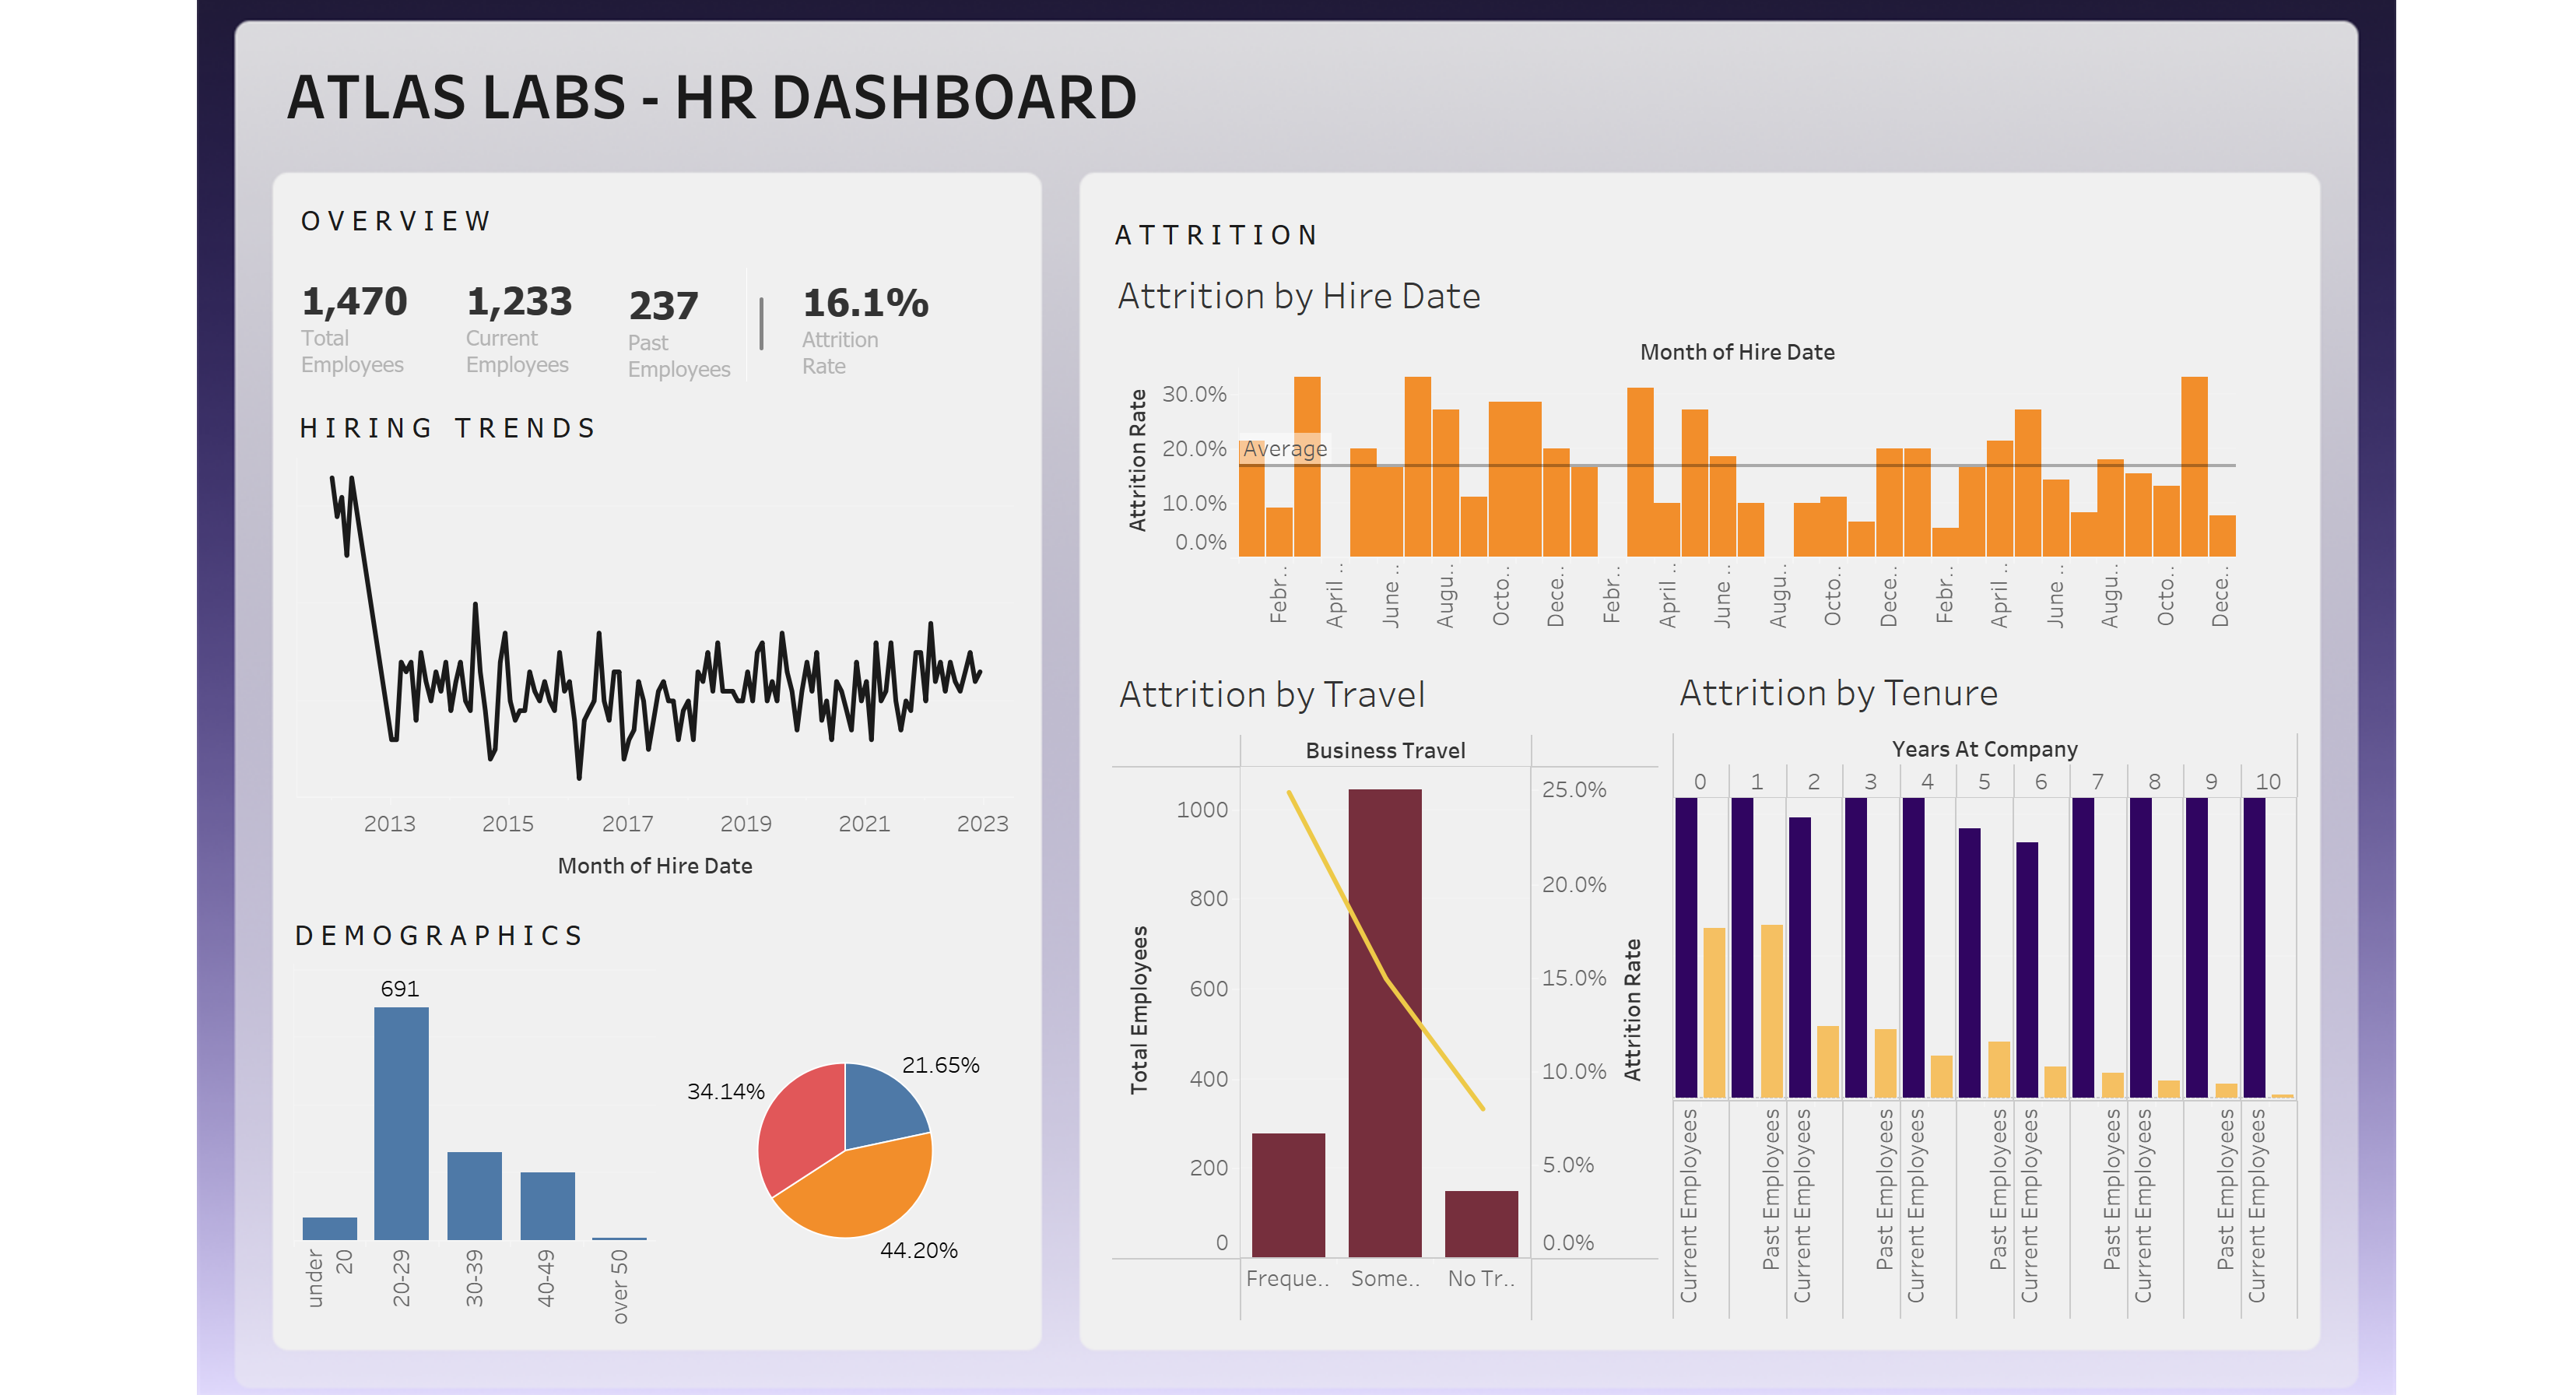 ATLAS LABS - HR DASHBOARD
OVERVIEW
1,470
Total
Employees
1,233
Current
Employees
237
Past
Employees
16.1%
Attrition
Rate
HIRING TRENDS
2013 2015 2017 2019 2021 2023
Month of Hire Date
DEMOGRAPHICS
691
under
20
20-29
30-39
40-49
over 50
21.65%
34.14%
44.20%
ATTRITION
Attrition by Hire Date
Month of Hire Date
Attrition Rate
30.0%
20.0%
10.0%
0.0%
Average
Febr..
April ..
June ..
Augu..
Octo..
Dece..
Febr..
April ..
June ..
Augu..
Octo..
Dece..
Febr..
April ..
June ..
Augu..
Octo..
Dece..
Attrition by Travel
Business Travel
Total Employees
1000
800
600
400
200
0
25.0%
20.0%
15.0%
10.0%
5.0%
0.0%
Attrition Rate
Freque.. Some.. No Tr..
Attrition by Tenure
Years At Company
0 1 2 3 4 5 6 7 8 9 10
Current Employees
Past Employees
Current Employees
Past Employees
Current Employees
Past Employees
Current Employees
Past Employees
Current Employees
Past Employees
Current Employees